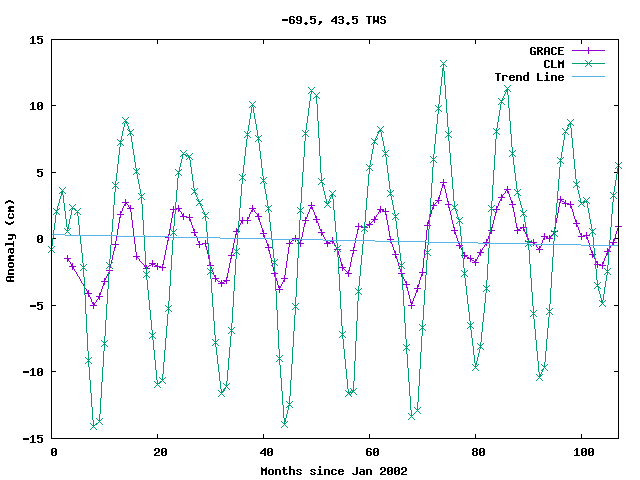 -69.5, 43.5 TWS
15
10
5
0
-5
-10
-15
Anomaly (cm)
GRACE
CLM
Trend Line
0 20 40 60 80 100
Months since Jan 2002